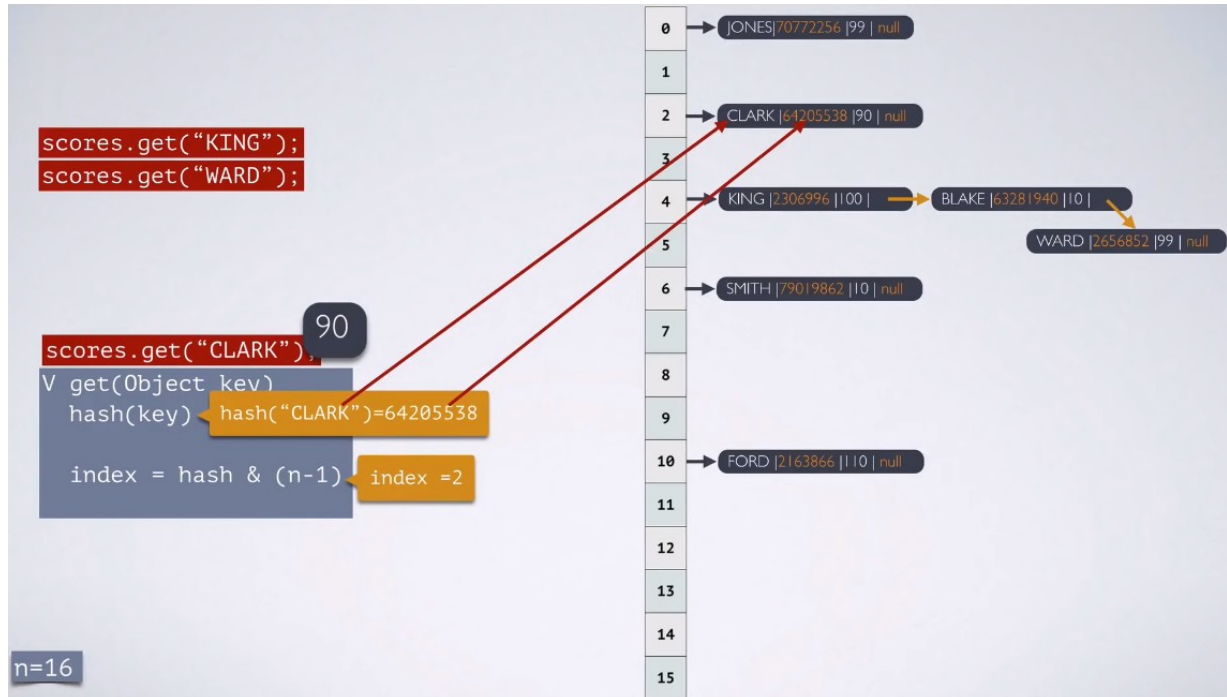 scores.get(“KING”);
scores.get(“WARD”);
90
scores.get(“CLARK”);
V get(Object key)
hash(key)
hash(“CLARK”)=64205538
index = hash & (n-1)
index =2
n=16
0
JONES|70772256 |99 | null
1
2
CLARK |64205538 |90 | null
3
4
KING |2306996 |100 |
BLAKE |63281940 |10 |
5
WARD |2656852 |99 | null
6
SMITH |79019862 |10 | null
7
8
9
10
FORD |2163866 |110 | null
11
12
13
14
15